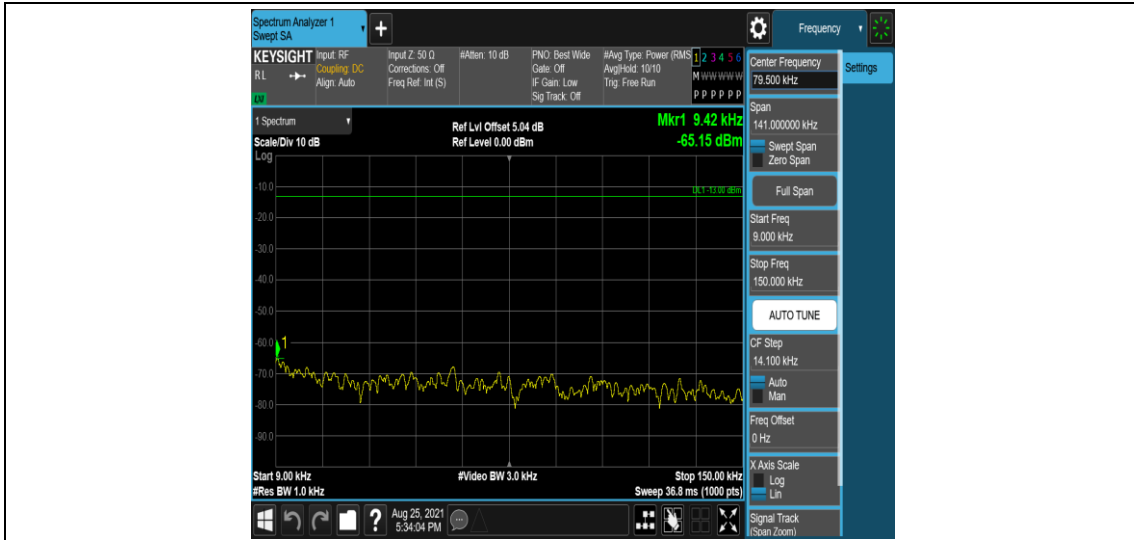 Spectrum Analyzer 1
Swept SA
+
Frequency
KEYSIGHT
RL
Input: RF
Coupling: DC
Align: Auto
Input Z: 50 Ω
Corrections: Off
Freq Ref: Int (S)
#Atten: 10 dB
PNO: Best Wide
Gate: Off
IF Gain: Low
Sig Track: Off
#Avg Type: Power (RMS
Avg|Hold: 10/10
Trig: Free Run
1 2 3 4 5 6
M W W W W W
P P P P P P
1 Spectrum
Scale/Div 10 dB
Log
Ref Lvl Offset 5.04 dB
Ref Level 0.00 dBm
Mkr1 9.42 kHz
-65.15 dBm
DL1 -13.00 dBm
-10.0
-20.0
-30.0
-40.0
-50.0
-60.0
1
-70.0
-80.0
-90.0
Start 9.00 kHz
#Res BW 1.0 kHz
#Video BW 3.0 kHz
Stop 150.00 kHz
Sweep 36.8 ms (1000 pts)
Center Frequency
79.500 kHz
Settings
Span
141.000000 kHz
Swept Span
Zero Span
Full Span
Start Freq
9.000 kHz
Stop Freq
150.000 kHz
AUTO TUNE
CF Step
14.100 kHz
Auto
Man
Freq Offset
0 Hz
X Axis Scale
Log
Lin
Signal Track
(Span Zoom)
?
Aug 25, 2021
5:34:04 PM